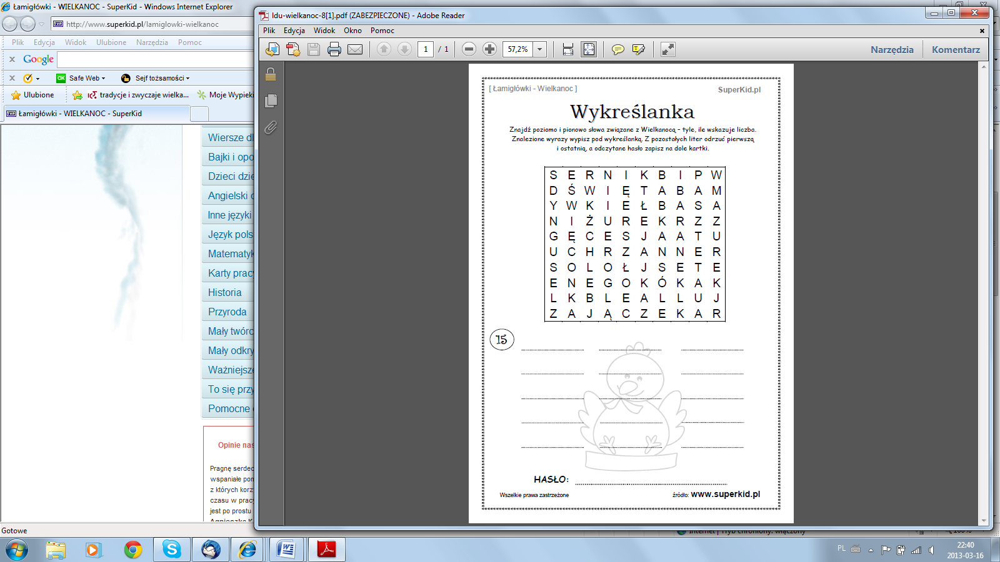 Łamigłówki - WIELKANOC - SuperKid - Windows Internet Explorer
http://www.superkid.pl/lamiglowki-wielkanoc
Plik Edycja Widok Ulubione Narzędzia Pomoc
x Google
x OK Safe Web Sejf tożsamości
Ulubione tradycje i zwyczaje wielka... Moje Wypieki
Łamigłówki - WIELKANOC - SuperKid
Wiersze dl
Bajki i opo
Dzieci dzie
Angielski
Inne języki
Język pols
Matematyk
Karty prac
Historia
Przyroda
Mały twórc
Mały odkry
Ważniejsze
To się przy
Pomocne
Opinie nas
Pragnę serdec
wspaniałe pom
z których korz
czasu w pracy
jest po prostu
Agnieszka K
Gotowe
ldu-wielkanoc-8[1].pdf (ZABEZPIECZONE) - Adobe Reader
Plik Edycja Widok Okno Pomoc
1 / 1 57,2% Narzędzia Komentarz
[ Łamigłówki - Wielkanoc ] SuperKid.pl
Wykreślanka
Znajdź poziomo i pionowo słowa związane z Wielkanocą – tyle, ile wskazuje liczba.
Znalezione wyrazy wypisz pod wykreślanką. Z pozostałych liter odrzuć pierwszą
i ostatnią, a odczytane hasło zapisz na dole kartki.
S E R N I K B I P W
D Ś W I Ę T A B A M
Y W K I E Ł B A S A
N I Ż U R E K R Z Z
G Ę C E S J A A T U
U C H R Z A N N E R
S O L O Ł J S E T E
E N E G O K Ó K A K
L K B L E A L L U J
Z A J Ą C Z E K A R
15
HASŁO:
Wszelkie prawa zastrzeżone źródło: www.superkid.pl
Internet | Tryb chroniony: włączony 100%
PL 22:40
2013-03-16